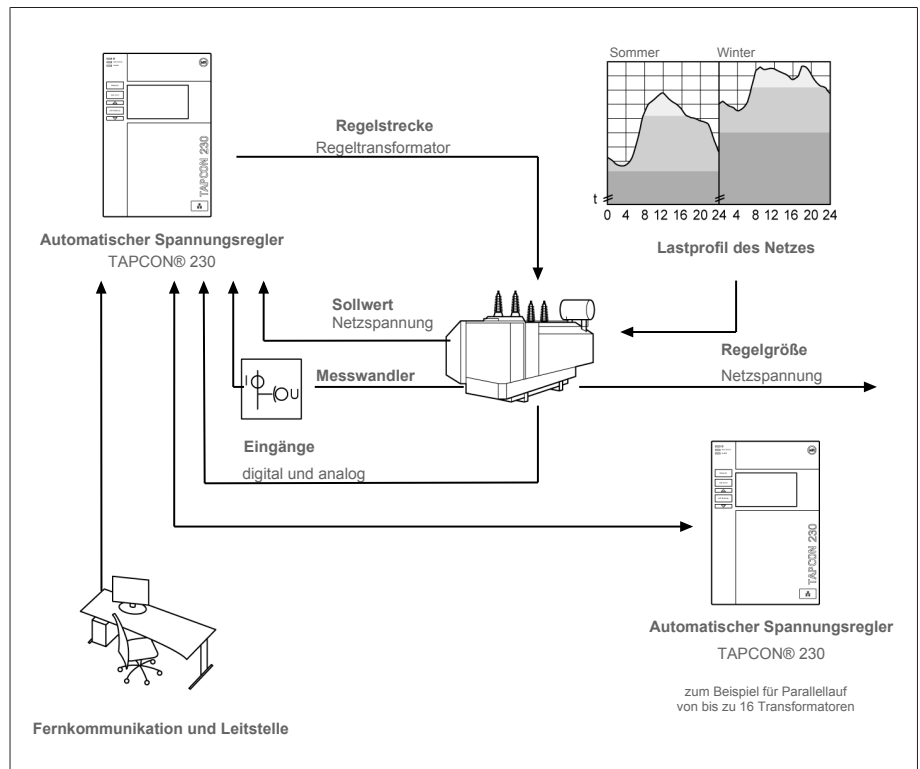 Sommer Winter
t
0 4 8 12 16 20 24 4 8 12 16 20 24
TAPCON 230
Automatischer Spannungsregler
TAPCON® 230
Regelstrecke
Regeltransformator
Lastprofil des Netzes
Sollwert
Netzspannung
Messwandler
I
U
Regelgröße
Netzspannung
Eingänge
digital und analog
TAPCON 230
Automatischer Spannungsregler
TAPCON® 230
zum Beispiel für Parallellauf
von bis zu 16 Transformatoren
Fernkommunikation und Leitstelle